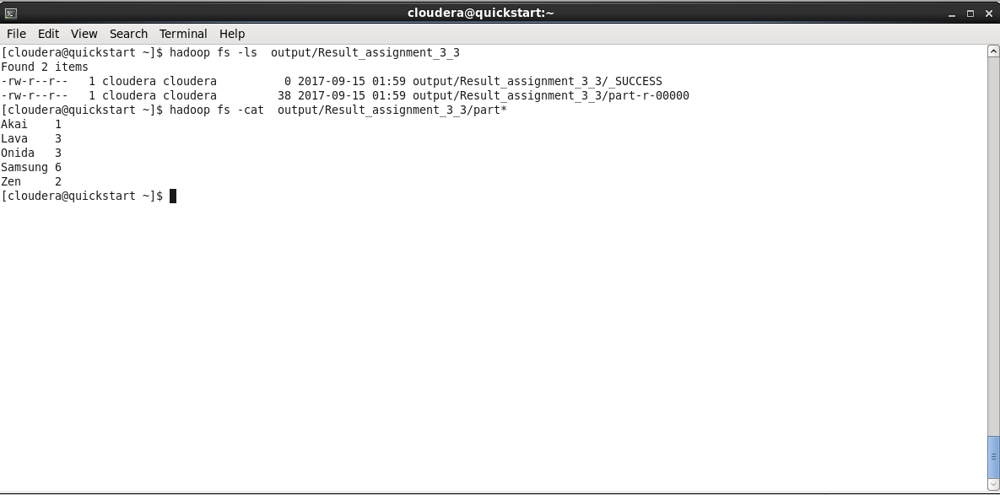 cloudera@quickstart:~
File Edit View Search Terminal Help
[cloudera@quickstart ~]$ hadoop fs -ls  output/Result_assignment_3_3
Found 2 items
-rw-r--r--   1 cloudera cloudera          0 2017-09-15 01:59 output/Result_assignment_3_3/_SUCCESS
-rw-r--r--   1 cloudera cloudera         38 2017-09-15 01:59 output/Result_assignment_3_3/part-r-00000
[cloudera@quickstart ~]$ hadoop fs -cat  output/Result_assignment_3_3/part*
Akai    1
Lava    3
Onida   3
Samsung 6
Zen     2
[cloudera@quickstart ~]$